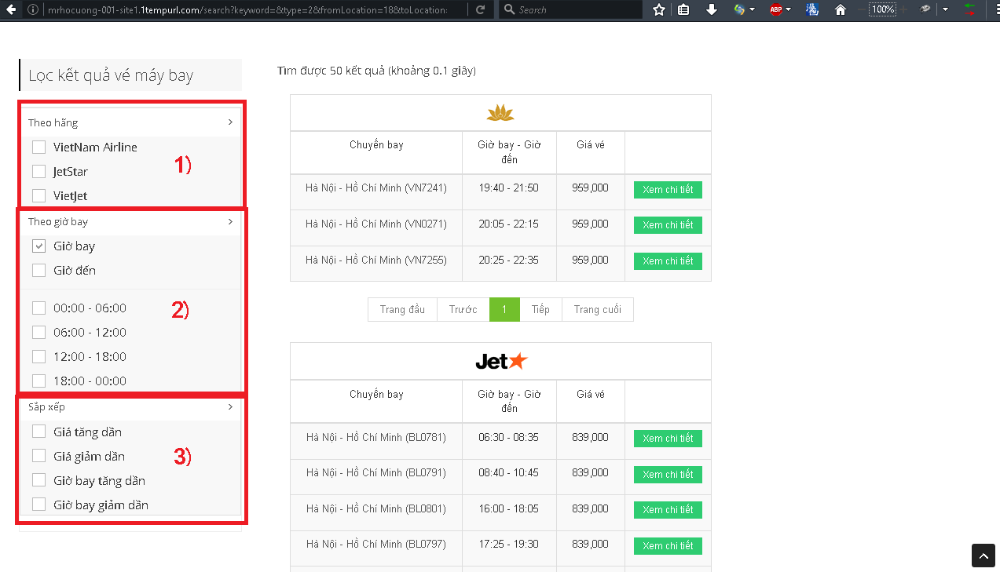 mrhocuong-001-site1.1tempurl.com/search?keyword=&type=2&fromLocation=18&toLocation:
Search
ABP
100%
Lọc kết quả vé máy bay
Theo hãng
VietNam Airline
JetStar
VietJet
1)
Theo giờ bay
Giờ bay
Giờ đến
00:00 - 06:00
06:00 - 12:00
12:00 - 18:00
18:00 - 00:00
2)
Sắp xếp
Giá tăng dần
Giá giảm dần
Giờ bay tăng dần
Giờ bay giảm dần
3)
Tìm được 50 kết quả (khoảng 0.1 giây)
Chuyến bay Giờ bay - Giờ đến Giá vé
Hà Nội - Hồ Chí Minh (VN7241) 19:40 - 21:50 959,000 Xem chi tiết
Hà Nội - Hồ Chí Minh (VN0271) 20:05 - 22:15 959,000 Xem chi tiết
Hà Nội - Hồ Chí Minh (VN7255) 20:25 - 22:35 959,000 Xem chi tiết
Trang đầu Trước 1 Tiếp Trang cuối
Jet
Chuyến bay Giờ bay - Giờ đến Giá vé
Hà Nội - Hồ Chí Minh (BL0781) 06:30 - 08:35 839,000 Xem chi tiết
Hà Nội - Hồ Chí Minh (BL0791) 08:40 - 10:45 839,000 Xem chi tiết
Hà Nội - Hồ Chí Minh (BL0801) 16:00 - 18:05 839,000 Xem chi tiết
Hà Nội - Hồ Chí Minh (BL0797) 17:25 - 19:30 839,000 Xem chi tiết